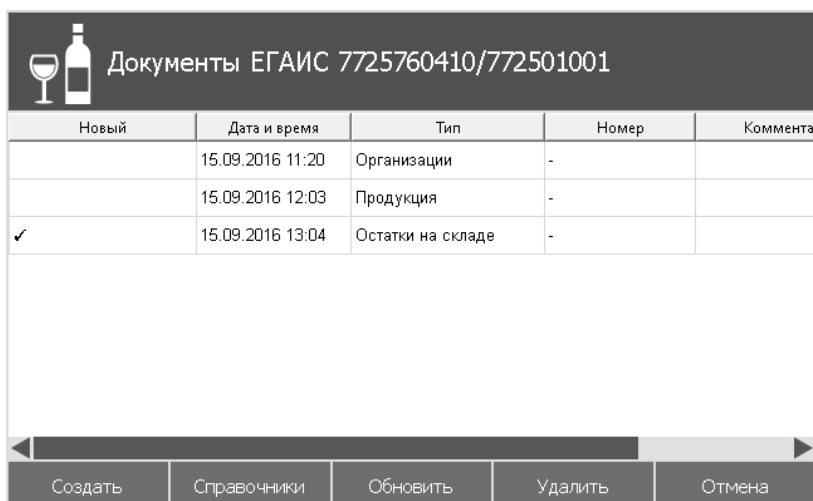 Документы ЕГАИС 7725760410/772501001
Новый Дата и время Тип Номер Коммента
15.09.2016 11:20 Организации -
15.09.2016 12:03 Продукция -
✓ 15.09.2016 13:04 Остатки на складе -
Создать Справочники Обновить Удалить Отмена